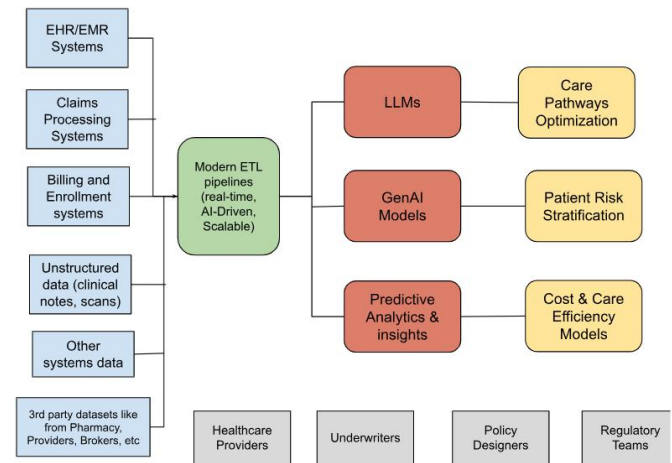 EHR/EMR
Systems
Claims
Processing
Systems
Billing and
Enrollment
systems
Unstructured
data (clinical
notes, scans)
Other
systems data
3rd party datasets like
from Pharmacy,
Providers, Brokers, etc
Modern ETL
pipelines
(real-time,
AI-Driven,
Scalable)
LLMs
GenAI
Models
Predictive
Analytics &
insights
Care
Pathways
Optimization
Patient Risk
Stratification
Cost & Care
Efficiency
Models
Healthcare
Providers
Underwriters
Policy
Designers
Regulatory
Teams